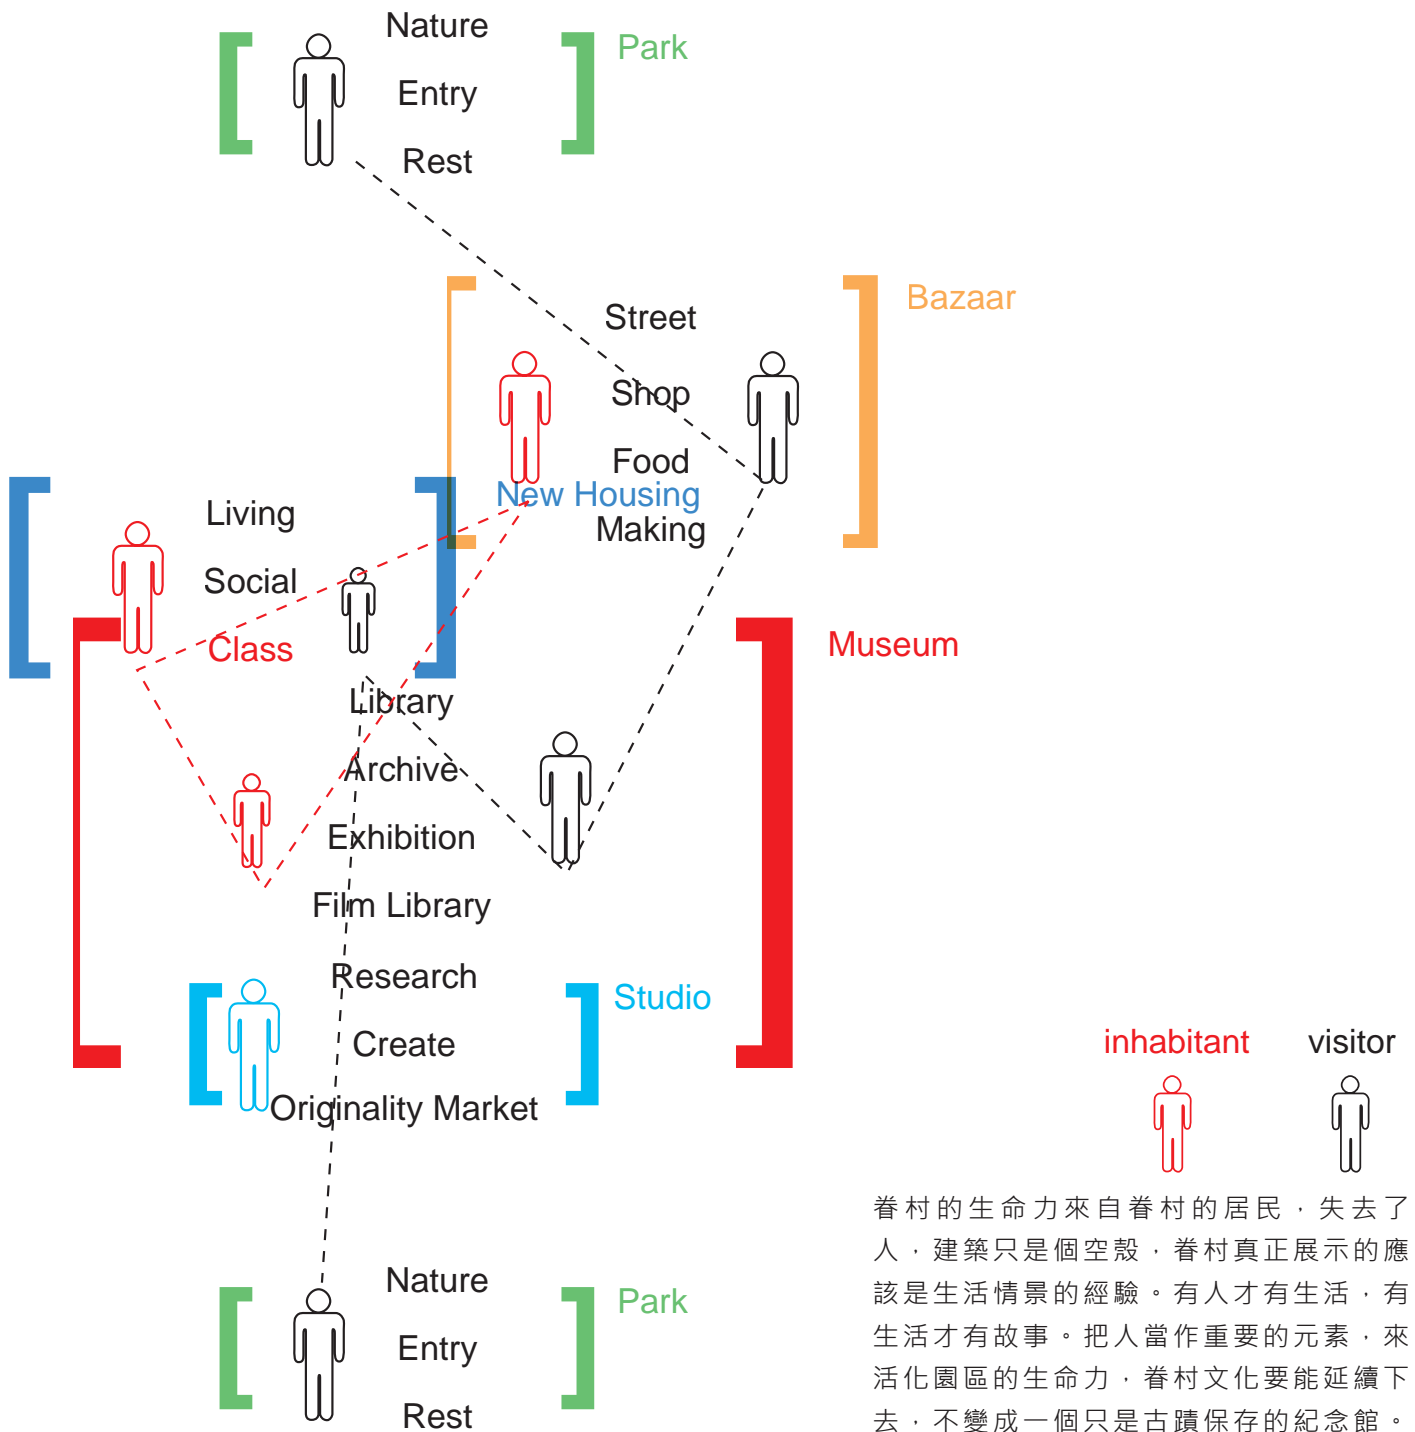 Nature
Park
Entry
Rest
Bazaar
Street
Shop
Food
New Housing
Making
Living
Social
Class
Museum
Library
Archive
Exhibition
Film Library
Research
Studio
Create
Originality Market
inhabitant
visitor
眷村的生命力來自眷村的居民，失去了
人，建築只是個空殼，眷村真正展示的應
該是生活情景的經驗。有人才有生活，有
生活才有故事。把人當作重要的元素，來
活化園區的生命力，眷村文化要能延續下
去，不變成一個只是古蹟保存的紀念館。
Nature
Park
Entry
Rest